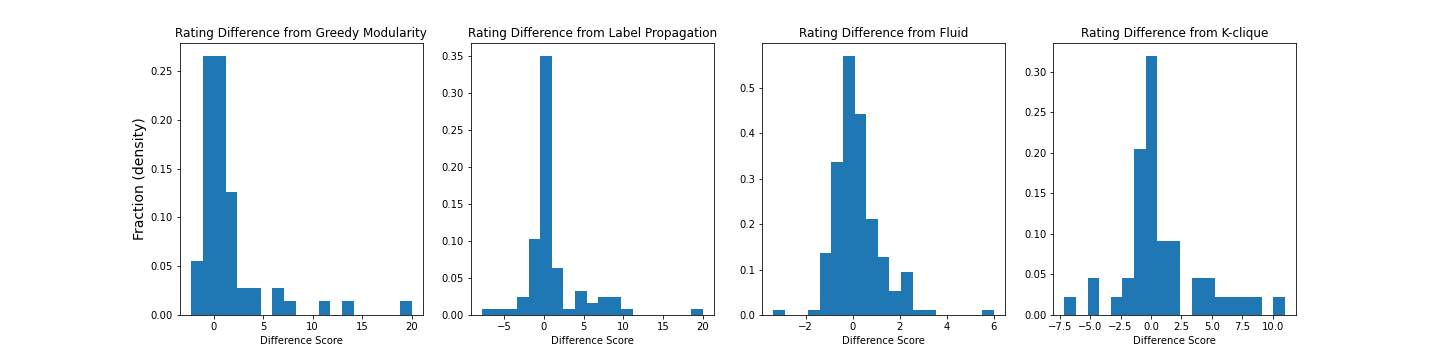 Rating Difference from Greedy Modularity
Rating Difference from Label Propagation
Rating Difference from Fluid
Rating Difference from K-clique
Fraction (density)
0.25
0.20
0.15
0.10
0.05
0.00
0 5 10 15 20
Difference Score
0.35
0.30
0.25
0.20
0.15
0.10
0.05
0.00
−5 0 5 10 15 20
Difference Score
0.5
0.4
0.3
0.2
0.1
0.0
−2 0 2 4 6
Difference Score
0.30
0.25
0.20
0.15
0.10
0.05
0.00
−7.5 −5.0 −2.5 0.0 2.5 5.0 7.5 10.0
Difference Score